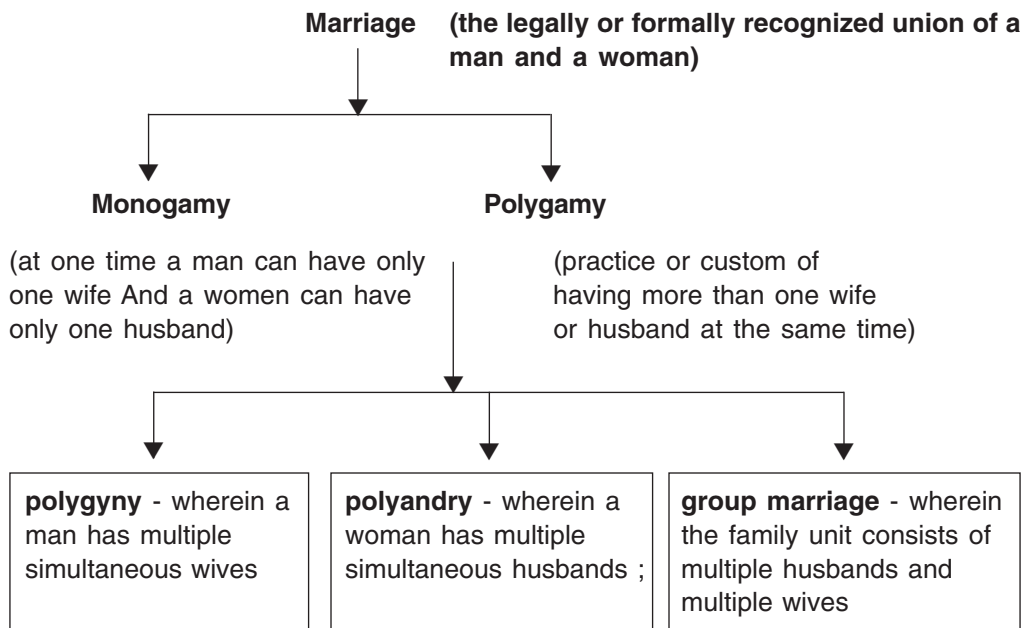 Marriage (the legally or formally recognized union of a
man and a woman)
Monogamy
Polygamy
(at one time a man can have only
one wife And a women can have
only one husband)
(practice or custom of
having more than one wife
or husband at the same time)
polygyny - wherein a
man has multiple
simultaneous wives
polyandry - wherein a
woman has multiple
simultaneous husbands ;
group marriage - wherein
the family unit consists of
multiple husbands and
multiple wives